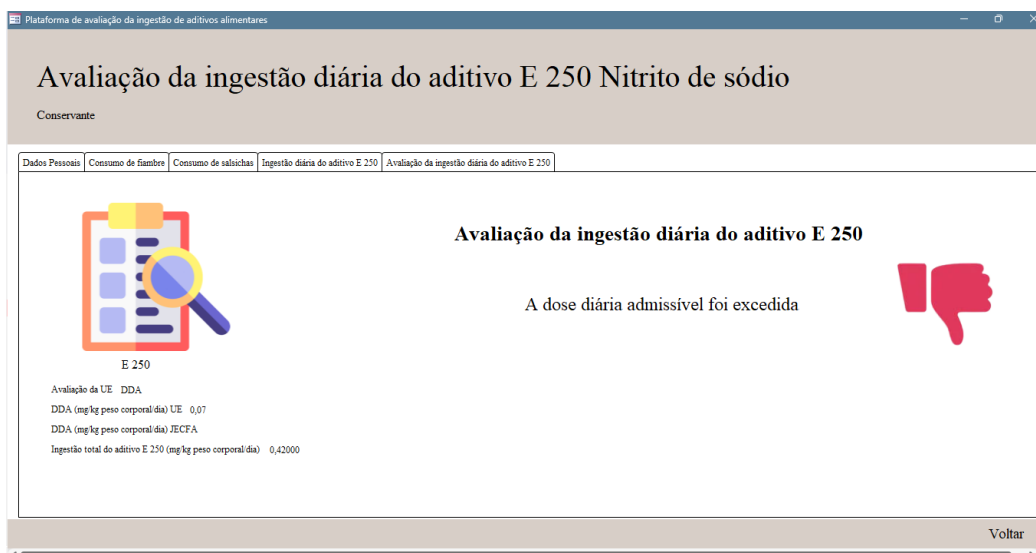 Plataforma de avaliação da ingestão de aditivos alimentares
Avaliação da ingestão diária do aditivo E 250 Nitrito de sódio
Conservante
Dados Pessoais Consumo de fiambre Consumo de salsichas Ingestão diária do aditivo E 250 Avaliação da ingestão diária do aditivo E 250
Avaliação da ingestão diária do aditivo E 250
A dose diária admissível foi excedida
E 250
Avaliação da UE DDA
DDA (mg/kg peso corporal/dia) UE 0,07
DDA (mg/kg peso corporal/dia) JECFA
Ingestão total do aditivo E 250 (mg/kg peso corporal/dia) 0,42000
Voltar